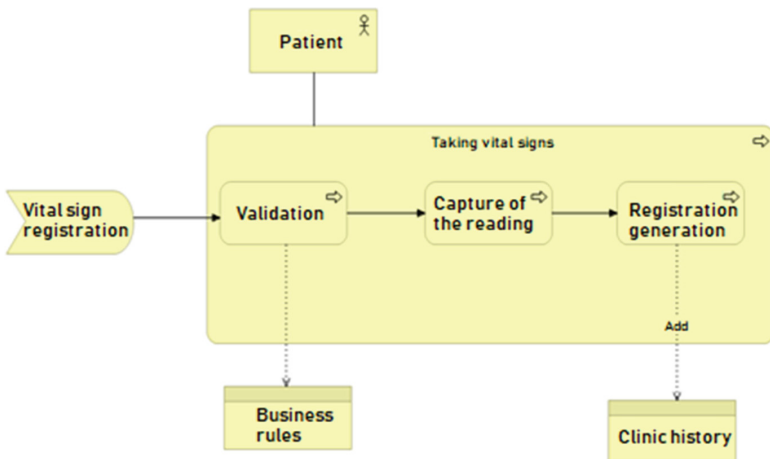 Patient
Taking vital signs
Vital sign
registration
Validation
Capture of
the reading
Registration
generation
Add
Business
rules
Clinic history